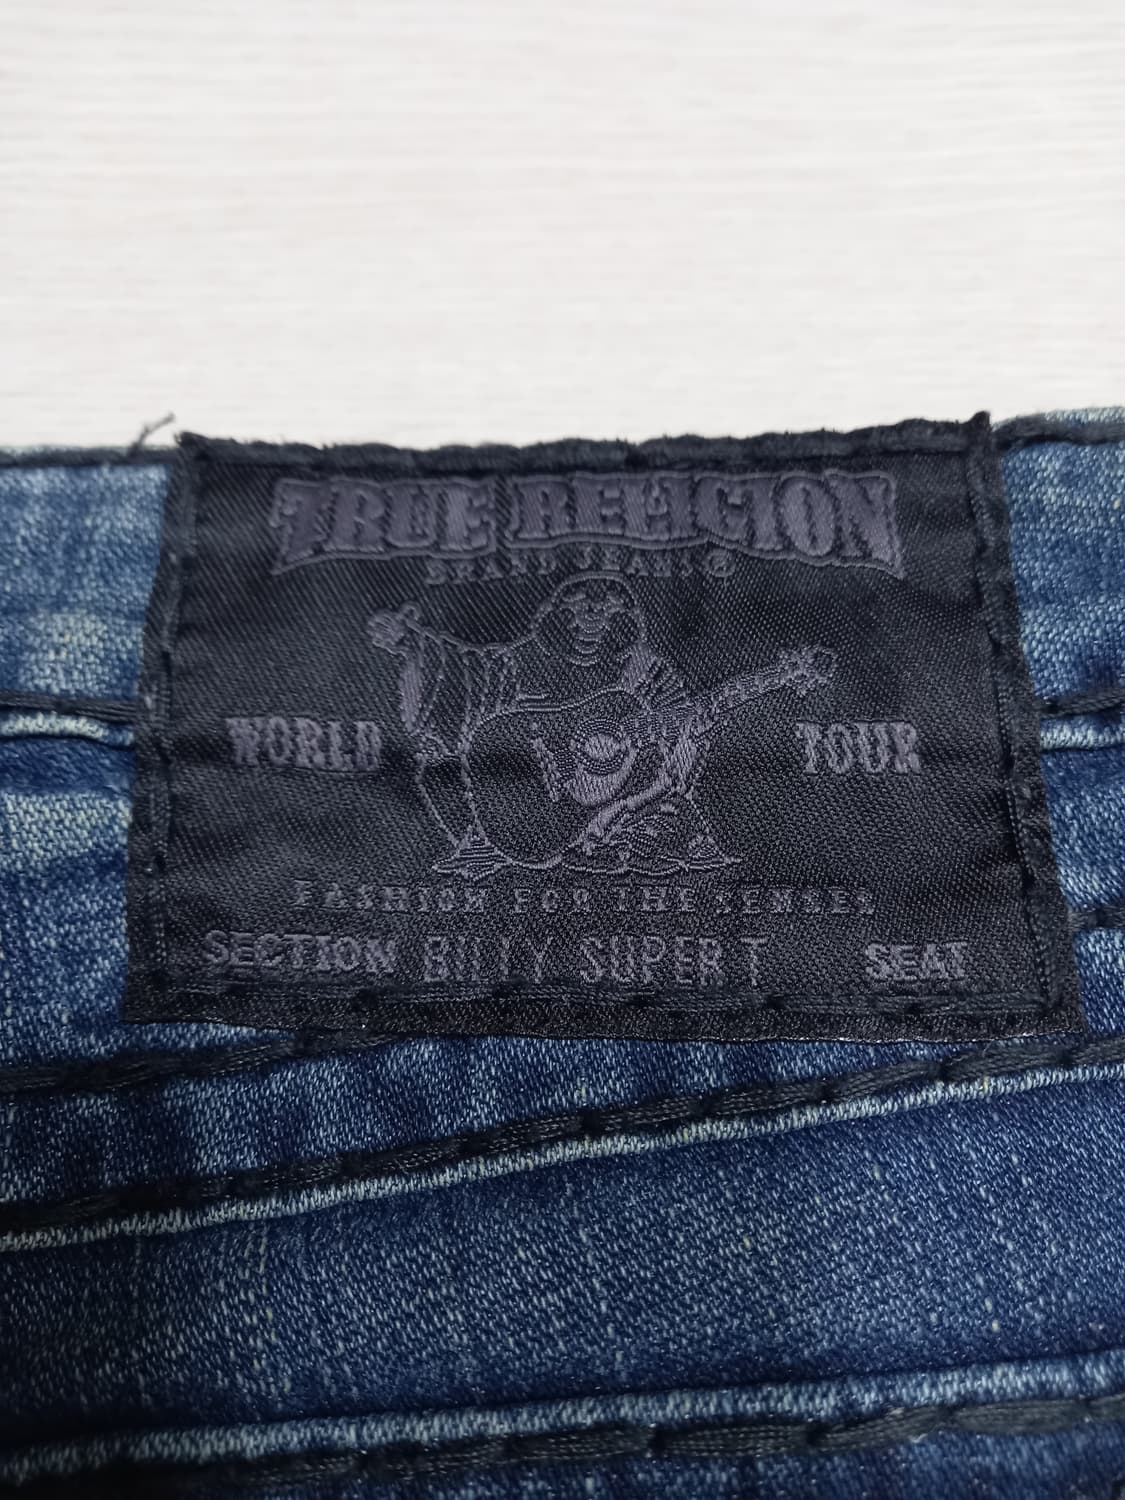 TRUE RELIGION
BRAND JEANS ®
WORLD TOUR
FASHION FOR THE SENSES
SECTION BILLY SUPER T SEAT